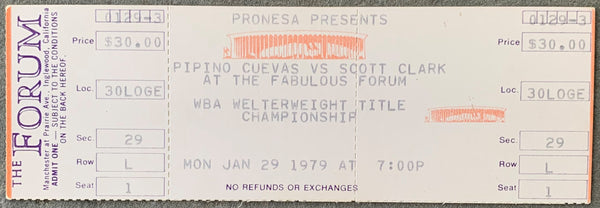 THE FORUM
Manchester at Prairie Ave., Inglewood, California
ADMIT ONE — SUBJECT TO THE CONDITIONS
ON THE BACK HEREOF.
0129-3
Price $30.00
Loc. 30LOGE
Sec. 29
Row L
Seat 1
PRONESA PRESENTS
PIPINO CUEVAS VS SCOTT CLARK
AT THE FABULOUS FORUM
WBA WELTERWEIGHT TITLE
CHAMPIONSHIP
MON JAN 29 1979 AT 7:00P
NO REFUNDS OR EXCHANGES
0129-3
Price $30.00
Loc. 30LOGE
Sec. 29
Row L
Seat 1